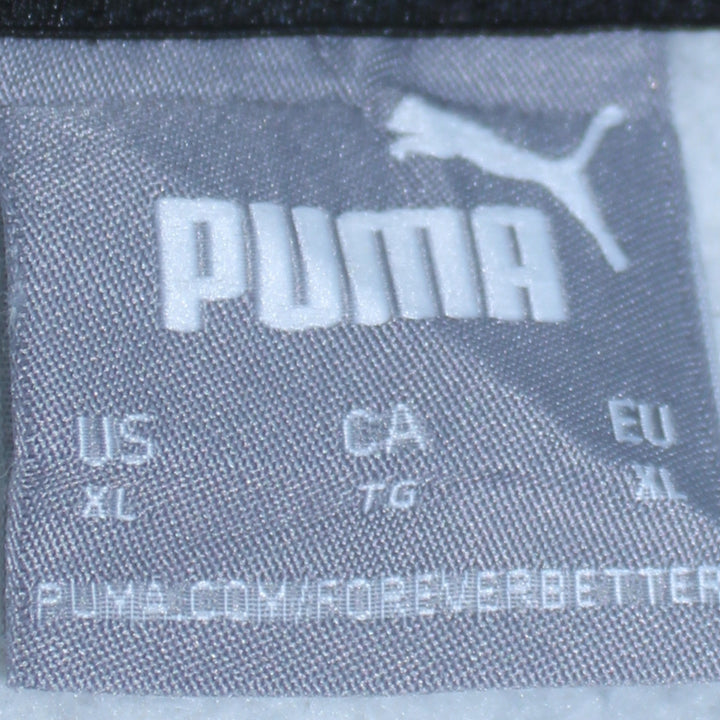 PUMA
US CA EU
XL TG XL
PUMA.COM/FOREVERBETTER